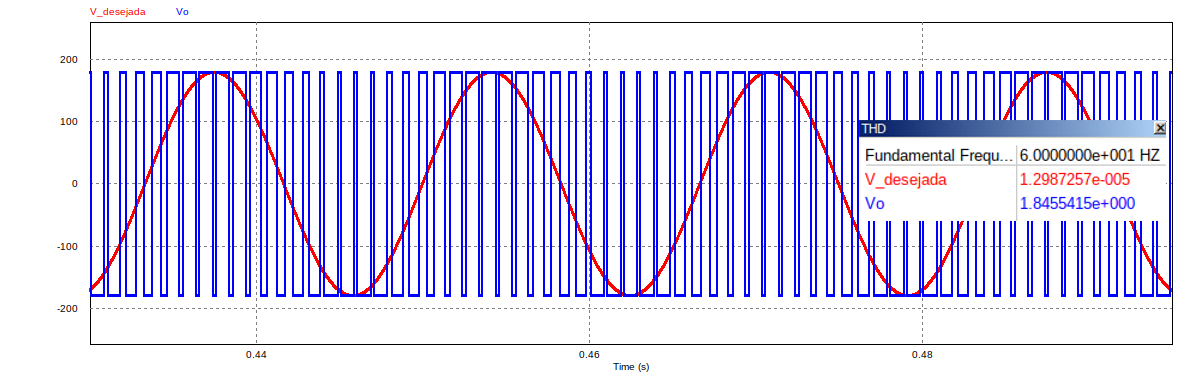 V_desejada Vo
200
100
0
-100
-200
0.44 0.46 0.48
Time (s)
THD
Fundamental Frequ... 6.0000000e+001 HZ
V_desejada 1.2987257e-005
Vo 1.8455415e+000